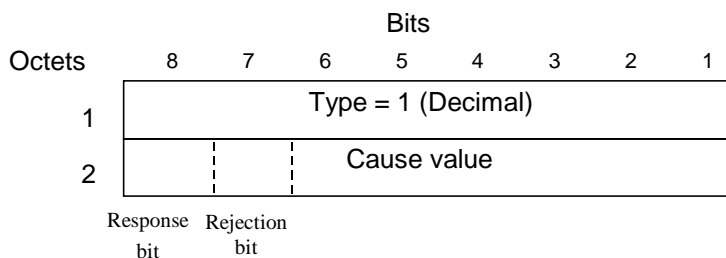 Bits
Octets 8 7 6 5 4 3 2 1
1 Type = 1 (Decimal)
2 Cause value
Response Rejection
bit bit